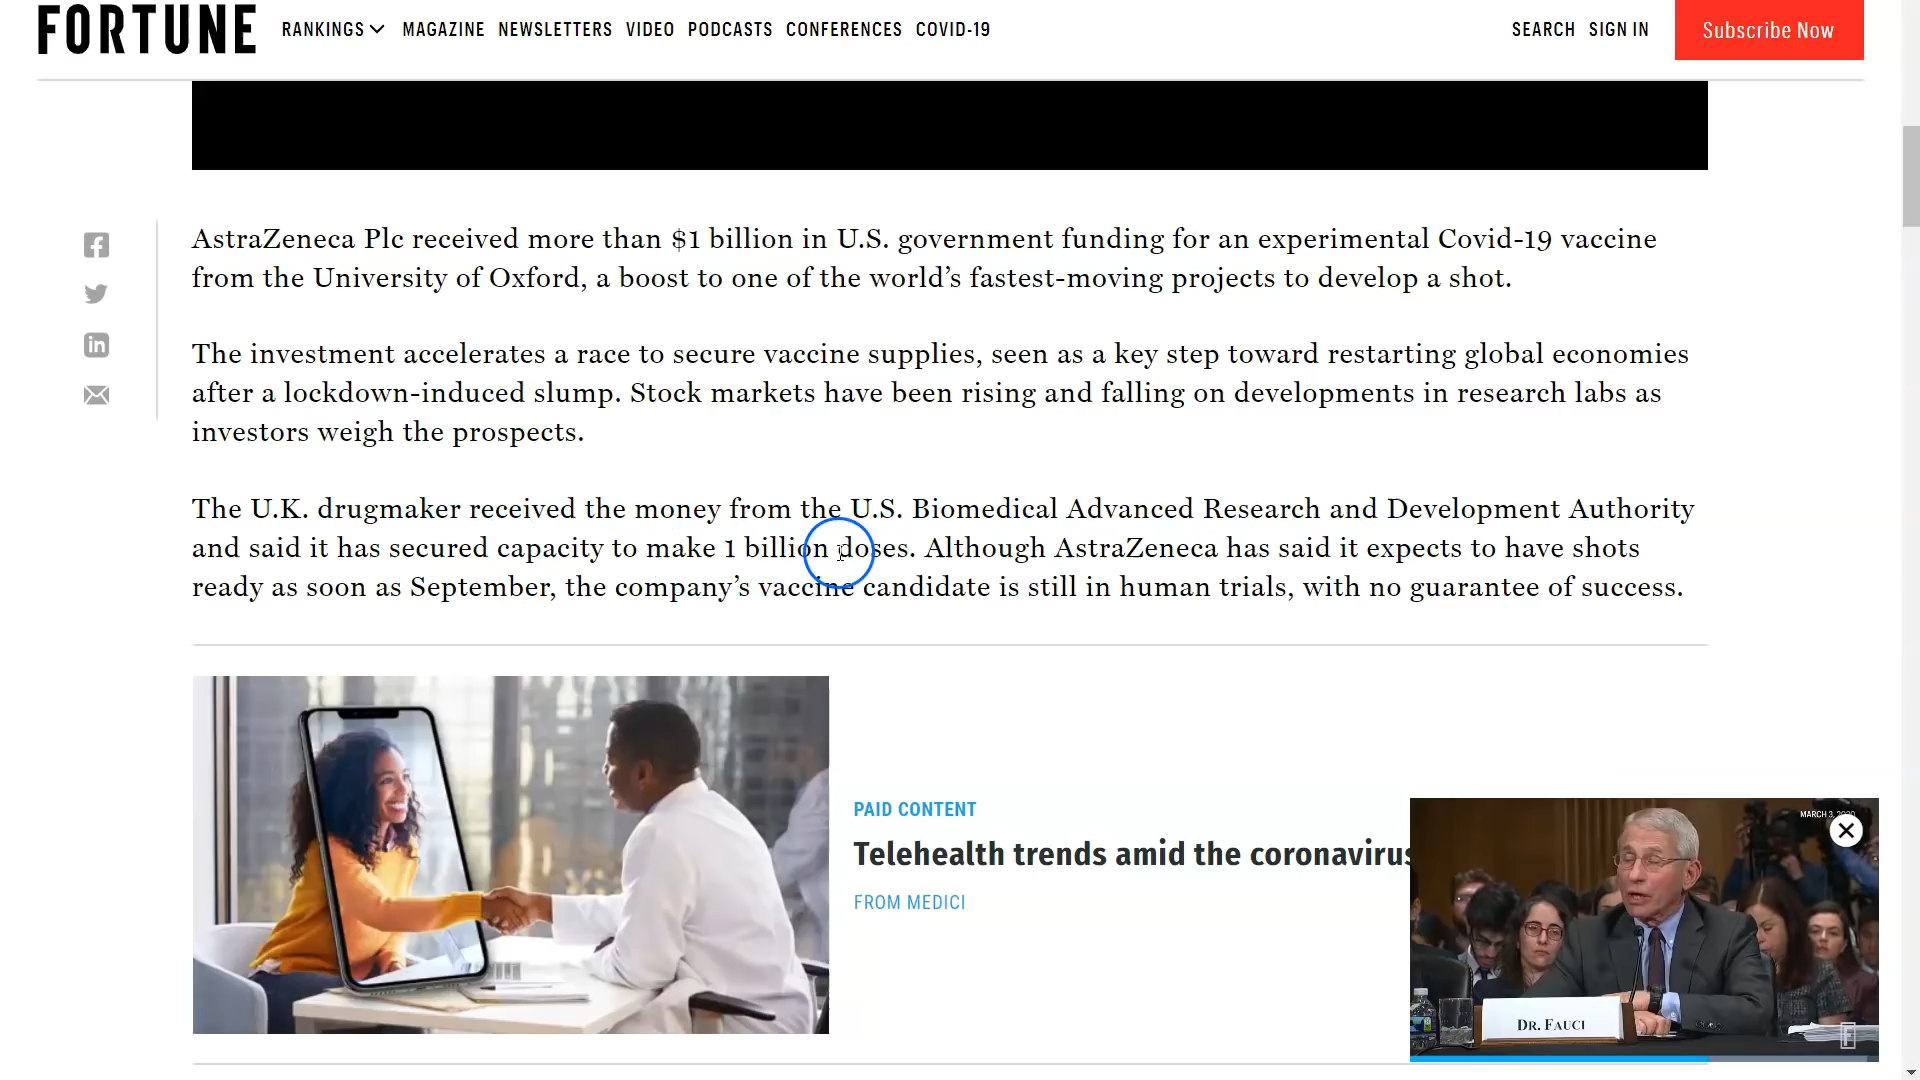 FORTUNE RANKINGS MAGAZINE NEWSLETTERS VIDEO PODCASTS CONFERENCES COVID-19 SEARCH SIGN IN Subscribe Now
AstraZeneca Plc received more than $1 billion in U.S. government funding for an experimental Covid-19 vaccine
from the University of Oxford, a boost to one of the world’s fastest-moving projects to develop a shot.
The investment accelerates a race to secure vaccine supplies, seen as a key step toward restarting global economies
after a lockdown-induced slump. Stock markets have been rising and falling on developments in research labs as
investors weigh the prospects.
The U.K. drugmaker received the money from the U.S. Biomedical Advanced Research and Development Authority
and said it has secured capacity to make 1 billion doses. Although AstraZeneca has said it expects to have shots
ready as soon as September, the company’s vaccine candidate is still in human trials, with no guarantee of success.
PAID CONTENT
Telehealth trends amid the coronavirus
FROM MEDICI
MARCH 3,
DR. FAUCI
F